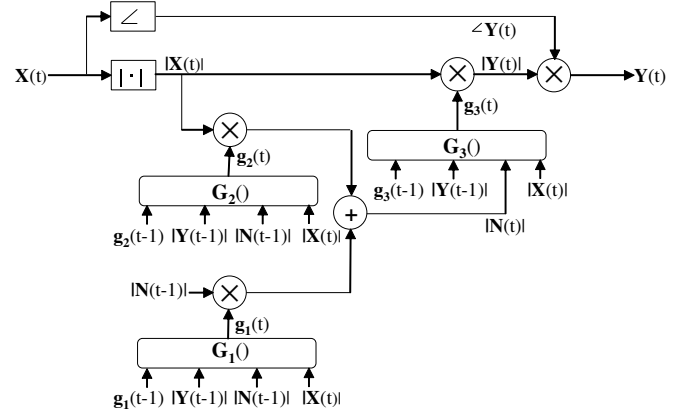 ∠
∠Y(t)
X(t)
|·|
|X(t)|
×
|Y(t)|
×
Y(t)
g₃(t)
×
g₂(t)
G₃()
G₂()
g₃(t-1) |Y(t-1)| |X(t)|
g₂(t-1) |Y(t-1)| |N(t-1)| |X(t)|
+
|N(t)|
|N(t-1)|
×
g₁(t)
G₁()
g₁(t-1) |Y(t-1)| |N(t-1)| |X(t)|